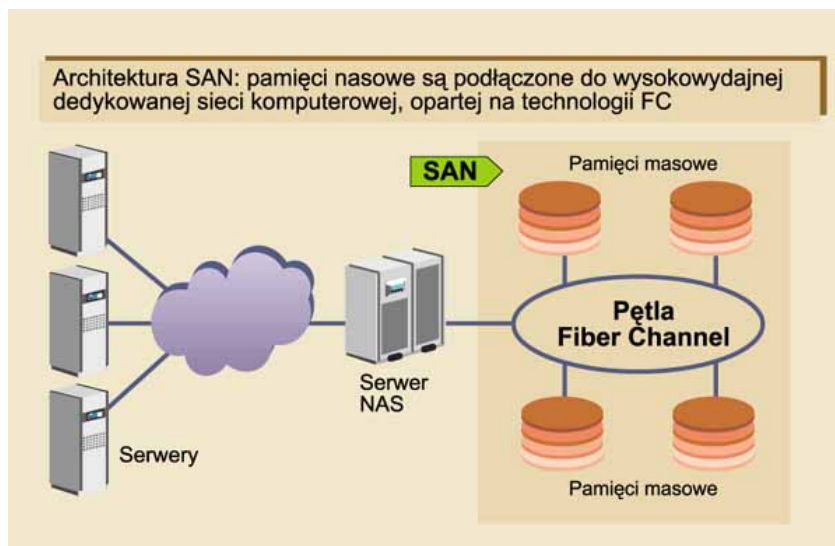 Architektura SAN: pamięci nasowe są podłączone do wysokowydajnej
dedykowanej sieci komputerowej, opartej na technologii FC
SAN
Pamięci masowe
Pętla
Fiber Channel
Serwer
NAS
Serwery
Pamięci masowe